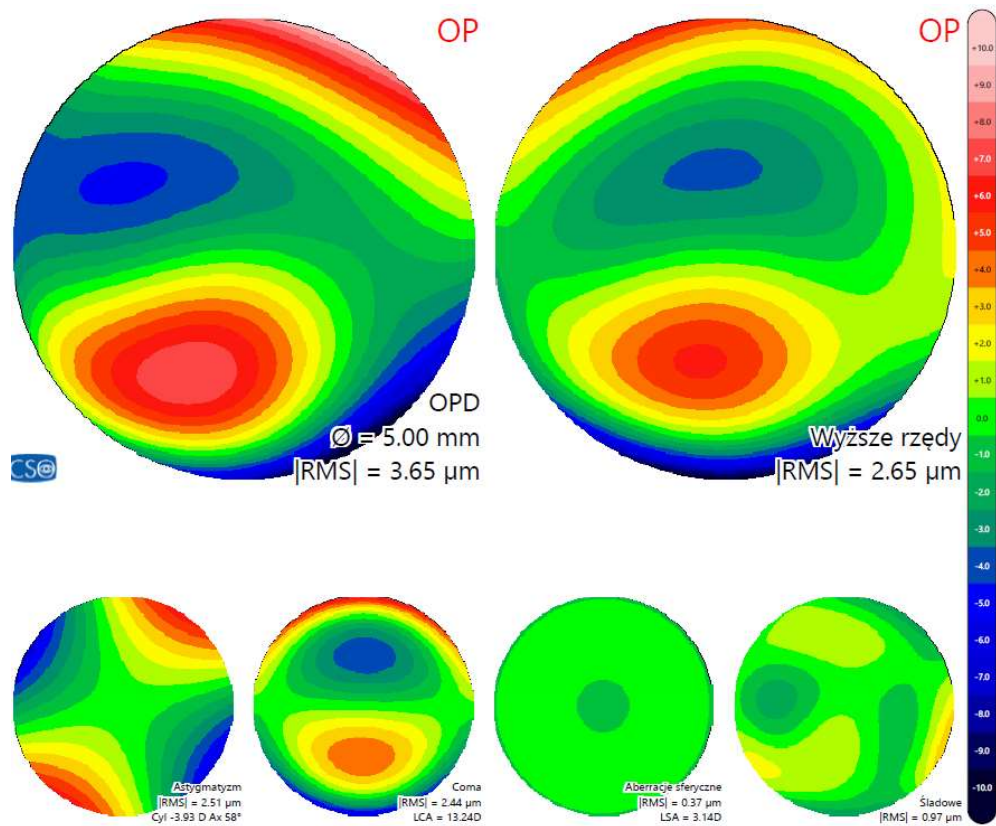 OP
OPD
Ø = 5.00 mm
|RMS| = 3.65 µm
CSO
OP
Wyższe rzędy
|RMS| = 2.65 µm
+10.0
+9.0
+8.0
+7.0
+6.0
+5.0
+4.0
+3.0
+2.0
+1.0
0.0
-1.0
-2.0
-3.0
-4.0
-5.0
-6.0
-7.0
-8.0
-9.0
-10.0
Astygmatyzm
|RMS| = 2.51 µm
Cyl -3.93 D Ax 58°
Coma
|RMS| = 2.44 µm
LCA = 13.24D
Aberracje sferyczne
|RMS| = 0.37 µm
LSA = 3.14D
Śladowe
|RMS| = 0.97 µm